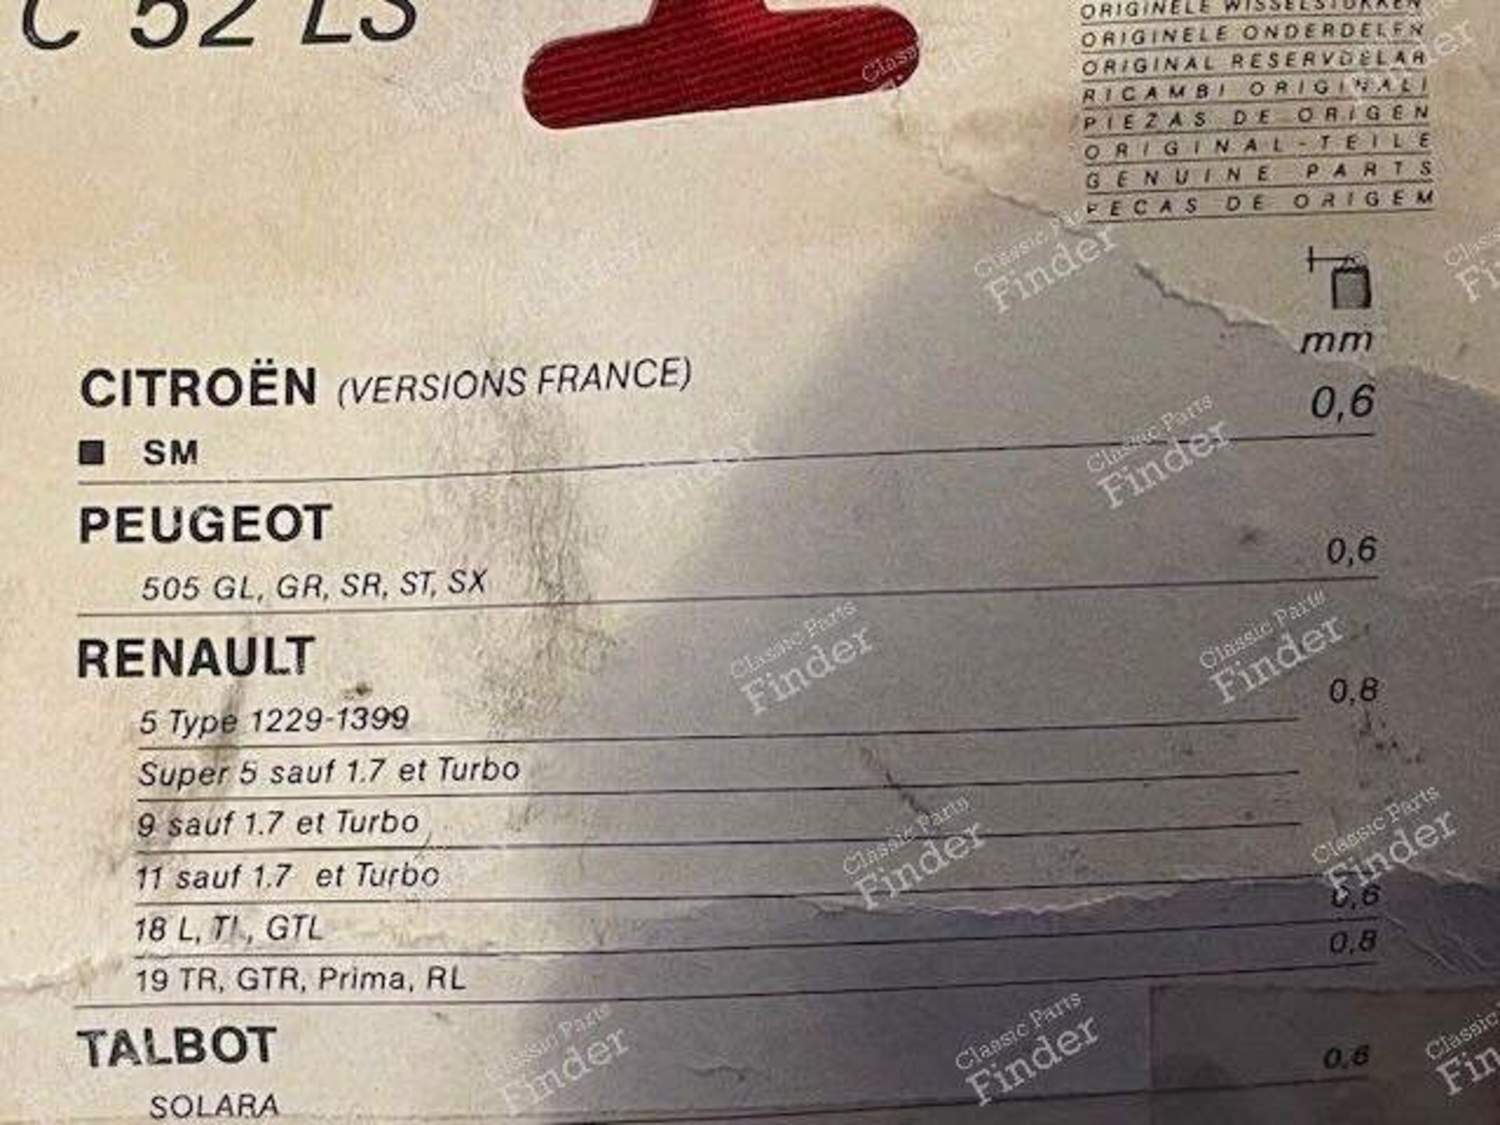 C 52 LS
ORIGINELE WISSELSTUKKEN
ORIGINELE ONDERDELEN
ORIGINAL RESERVDELAR
RICAMBI ORIGINALI
PIEZAS DE ORIGEN
ORIGINAL-TEILE
GENUINE PARTS
PECAS DE ORIGEM
mm
CITROËN (VERSIONS FRANCE) 0,6
■ SM
PEUGEOT
505 GL, GR, SR, ST, SX 0,6
RENAULT
5 Type 1229-1399 0,8
Super 5 sauf 1.7 et Turbo
9 sauf 1.7 et Turbo
11 sauf 1.7 et Turbo
18 L, TL, GTL 0,6
19 TR, GTR, Prima, RL 0,8
TALBOT
SOLARA 0,6
Classic Parts
Finder